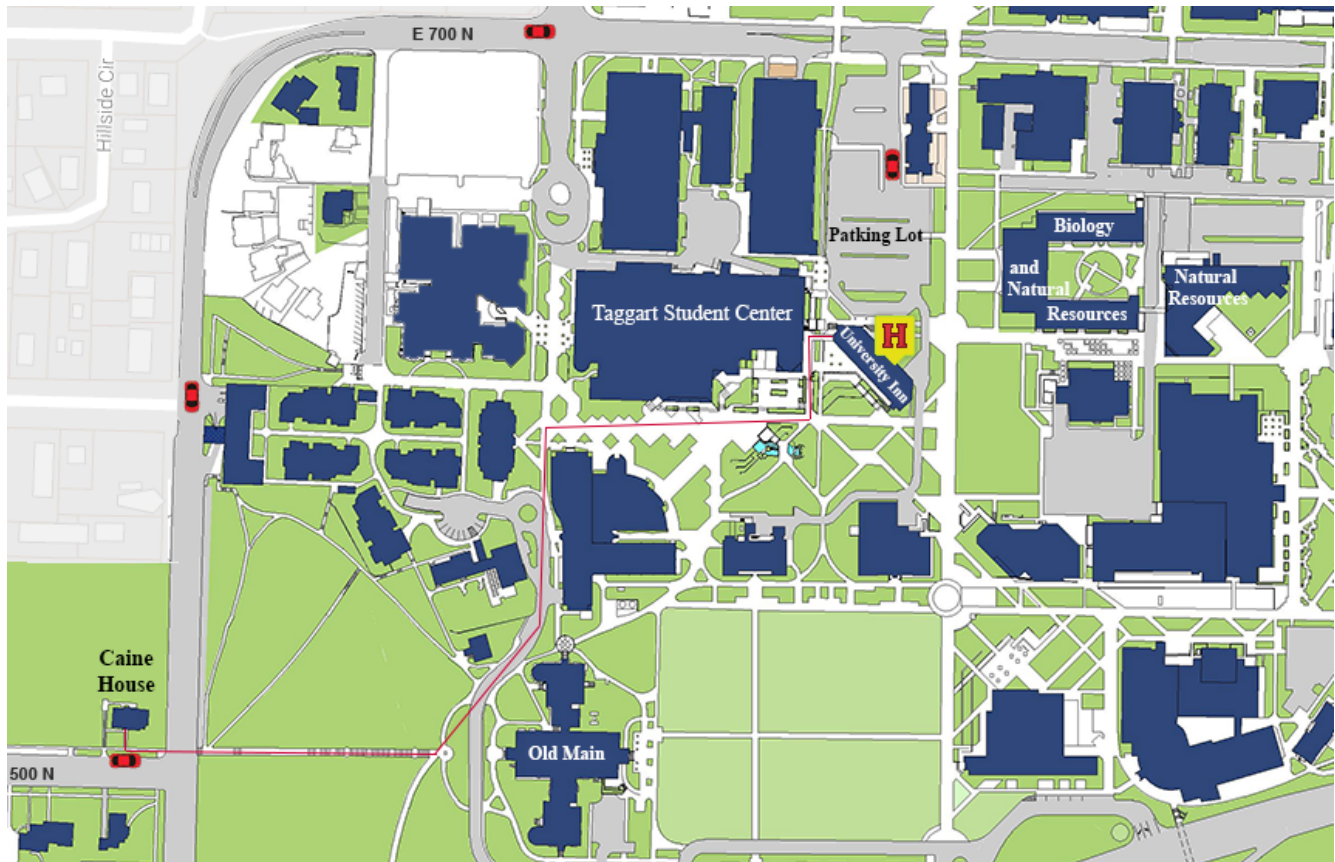 E 700 N
Hillside Cir
Patking Lot
Biology
and
Natural
Resources
Natural
Resources
Taggart Student Center
H
University Inn
Caine
House
Old Main
500 N